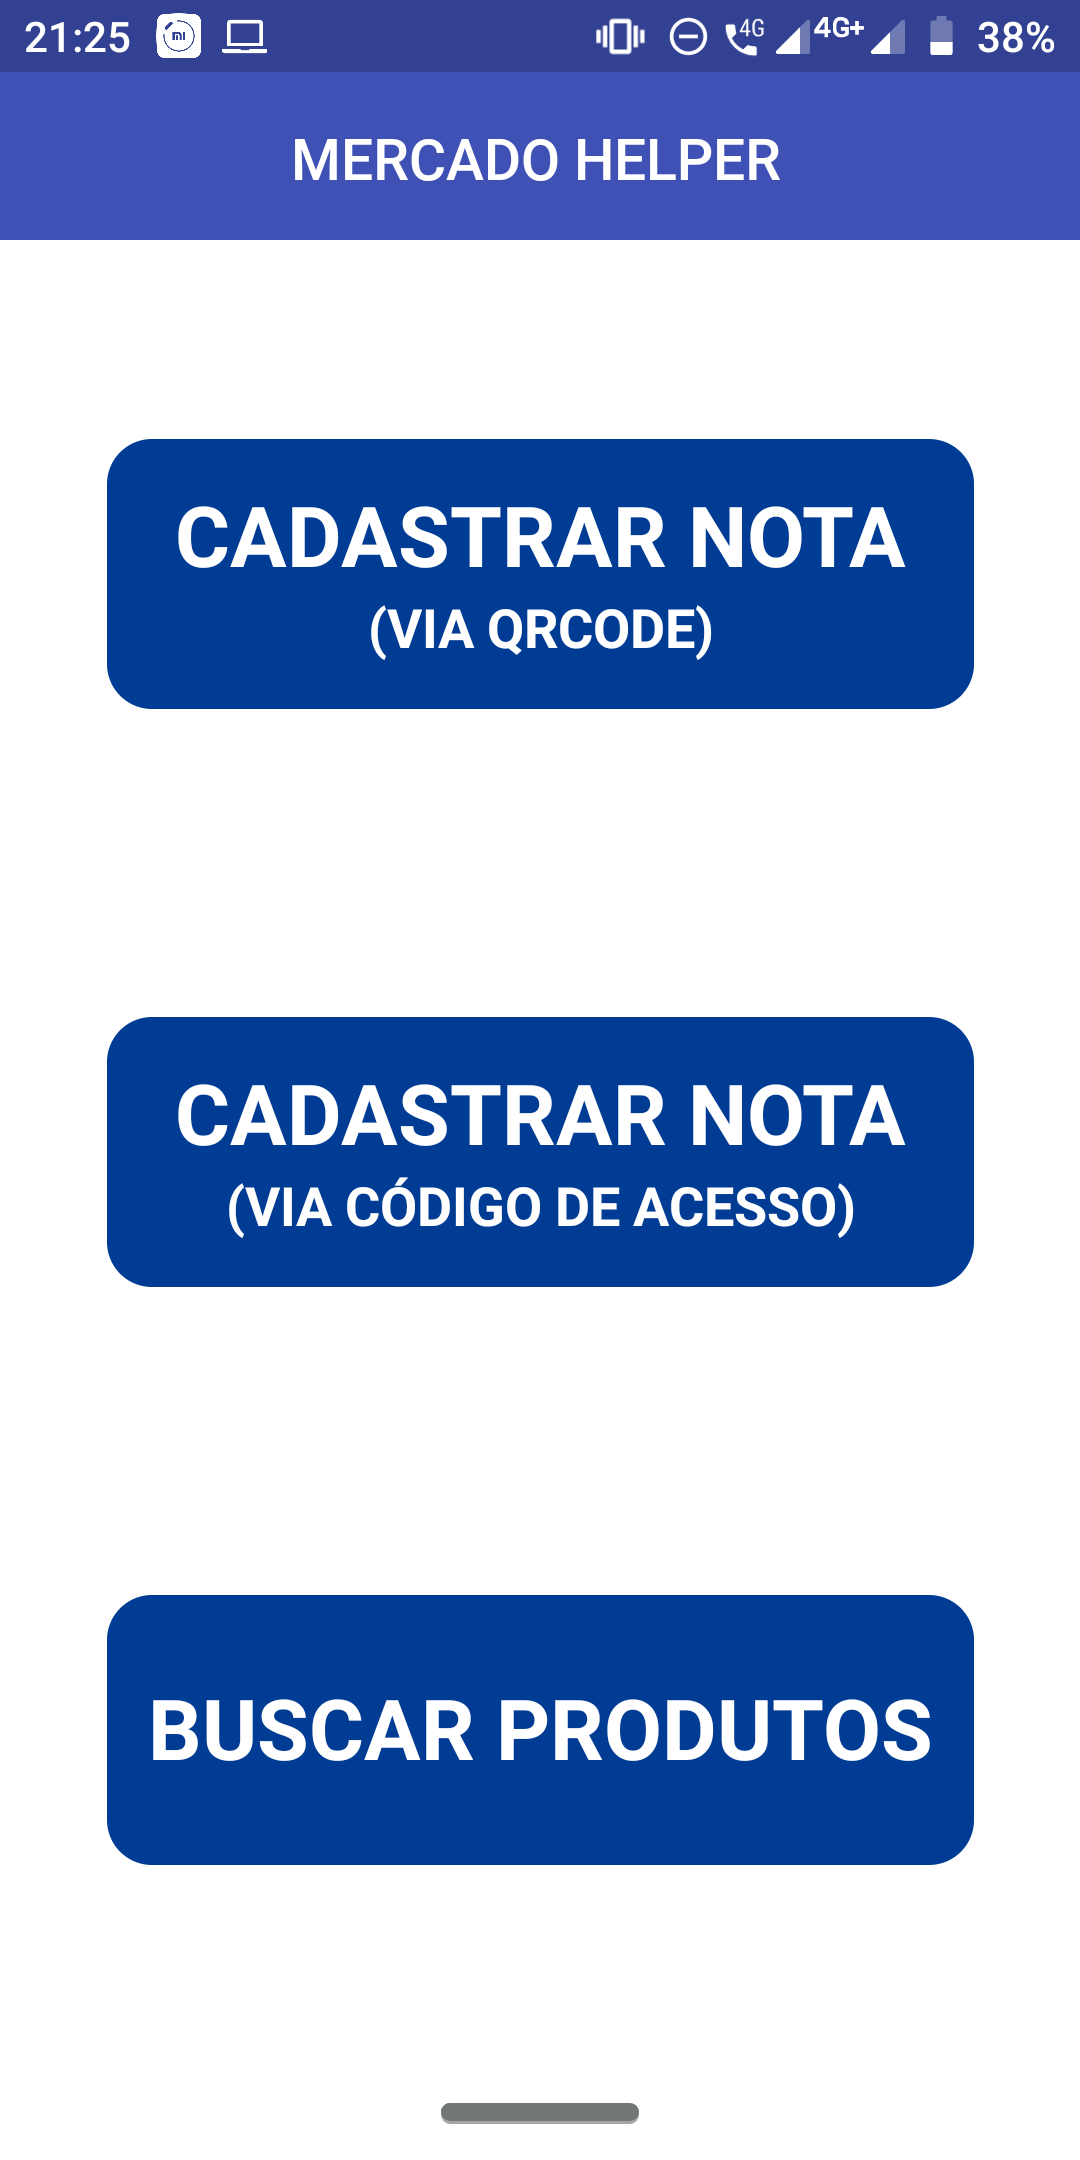 21:25 mi 4G 4G+ 38%
MERCADO HELPER
CADASTRAR NOTA
(VIA QRCODE)
CADASTRAR NOTA
(VIA CÓDIGO DE ACESSO)
BUSCAR PRODUTOS